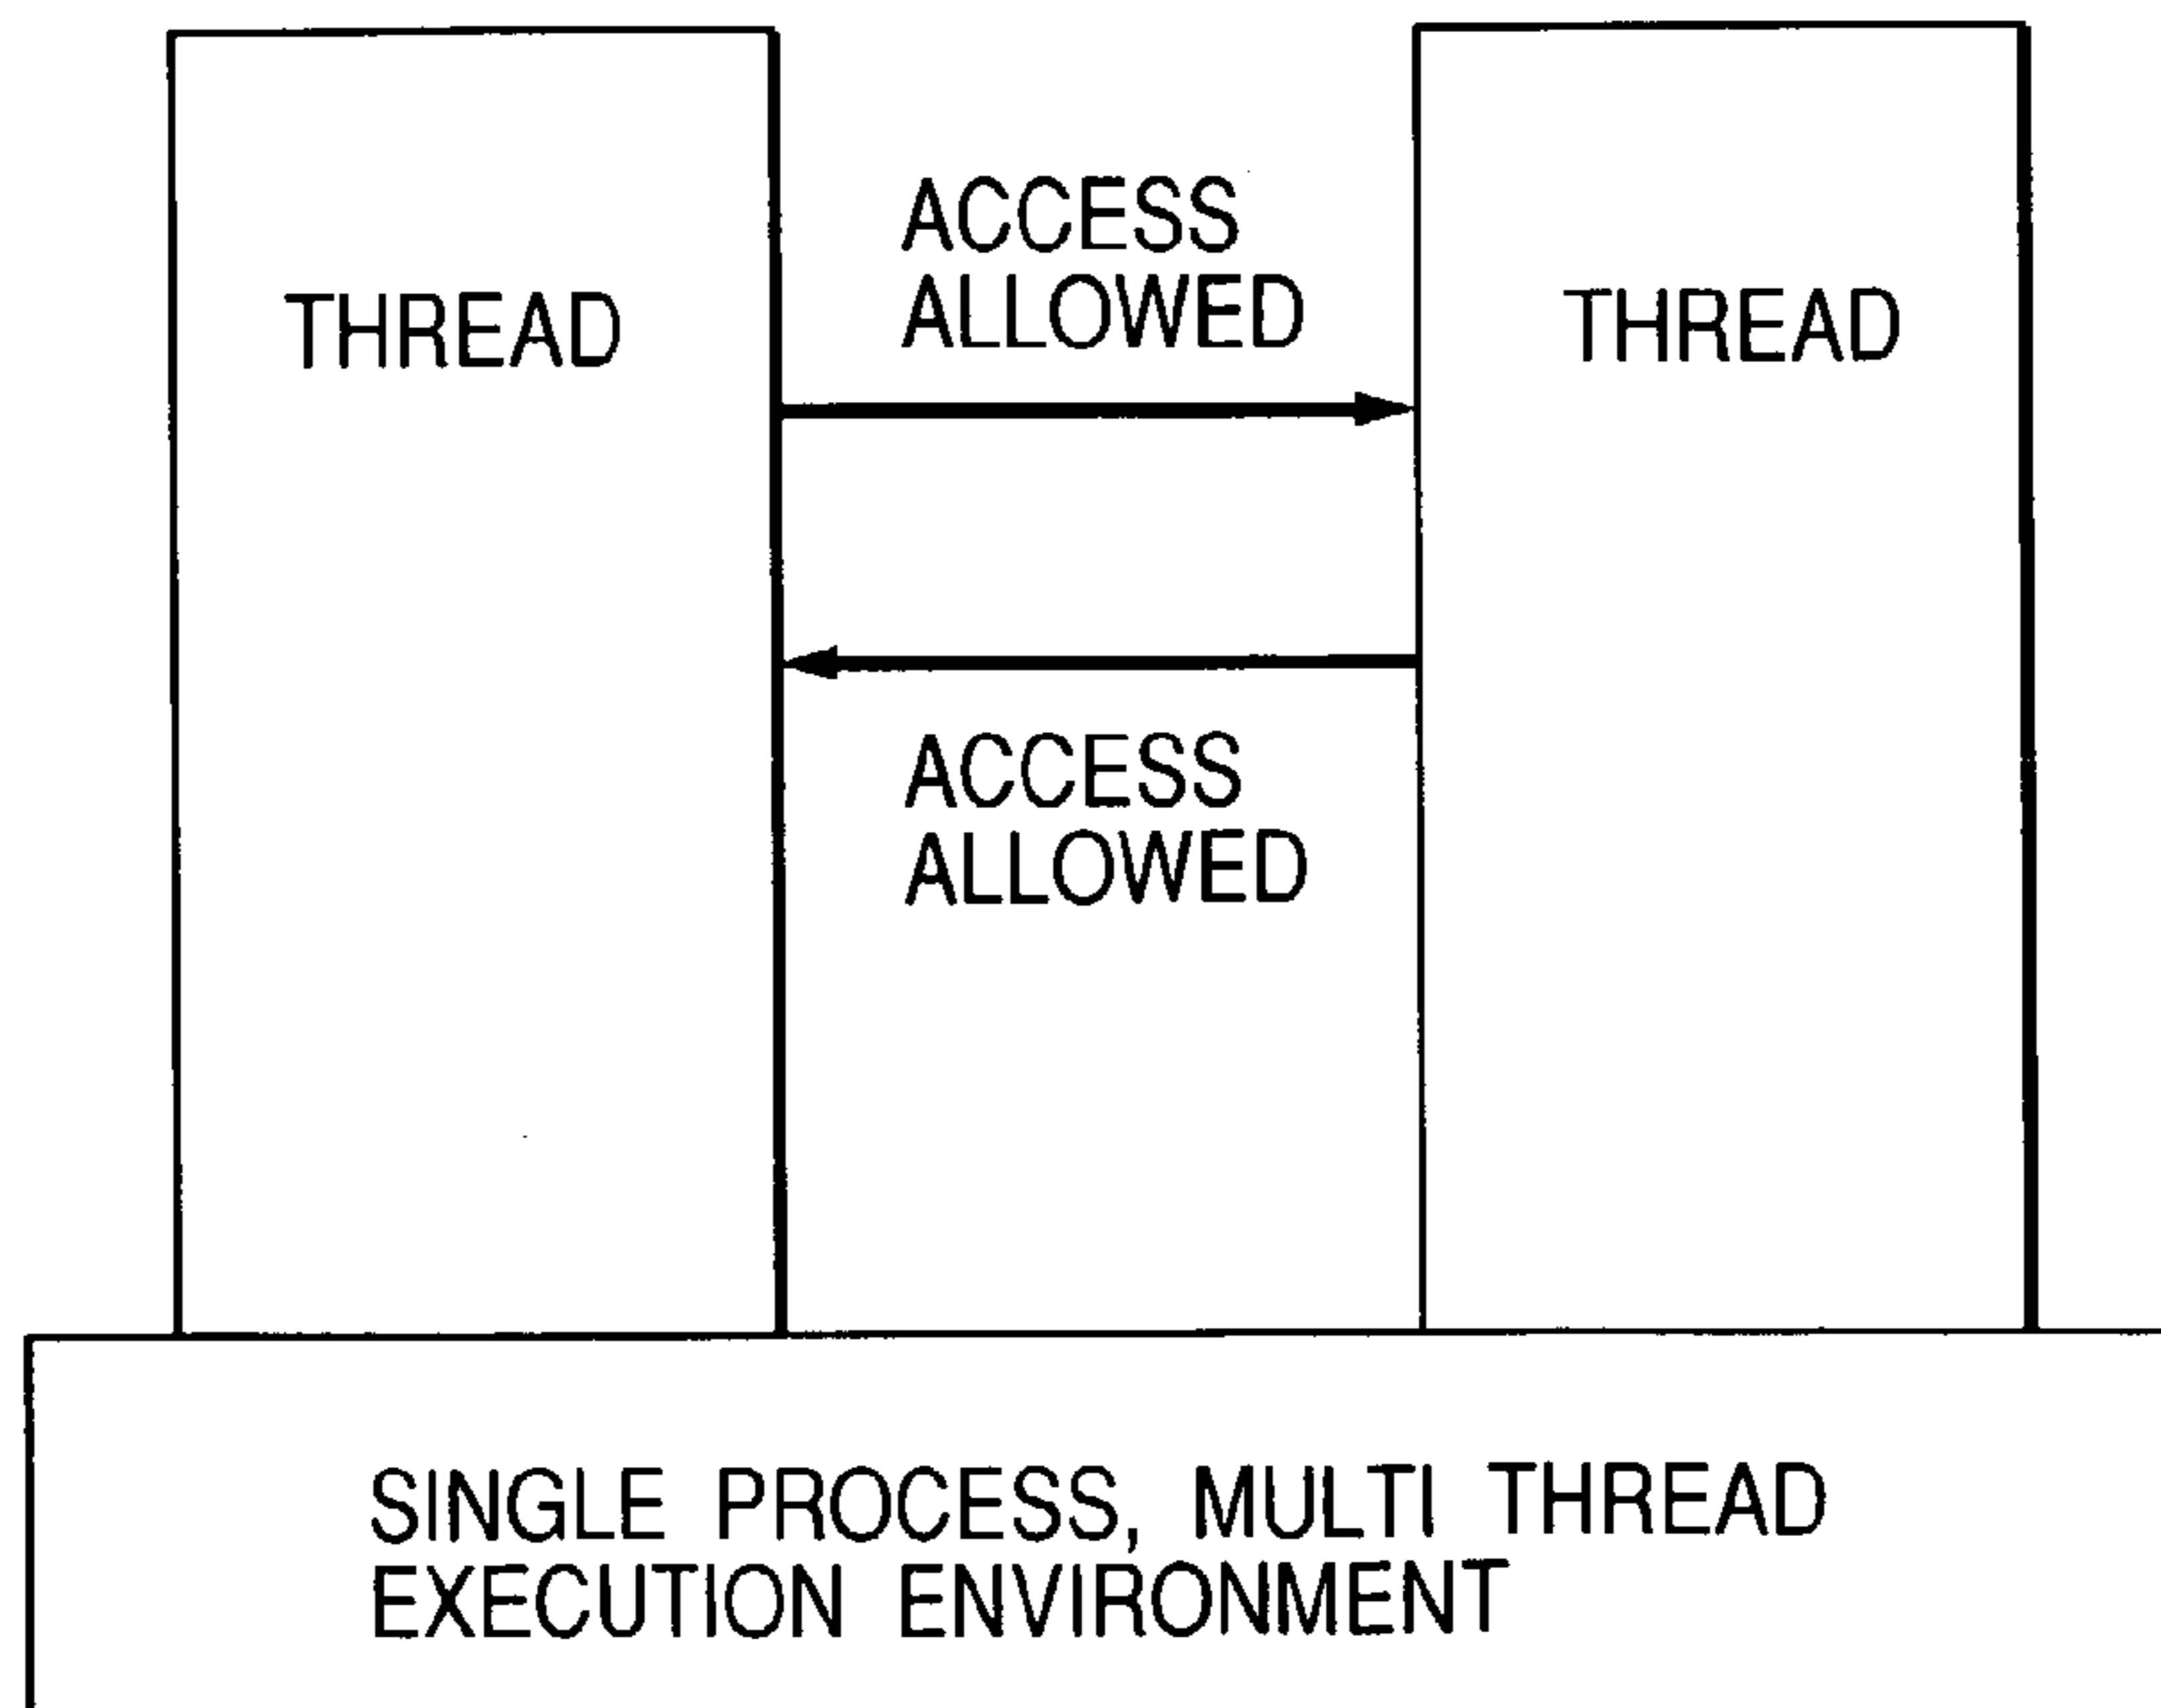 ACCESS
ALLOWED
THREAD
THREAD
ACCESS
ALLOWED
SINGLE PROCESS, MULTI THREAD
EXECUTION ENVIRONMENT